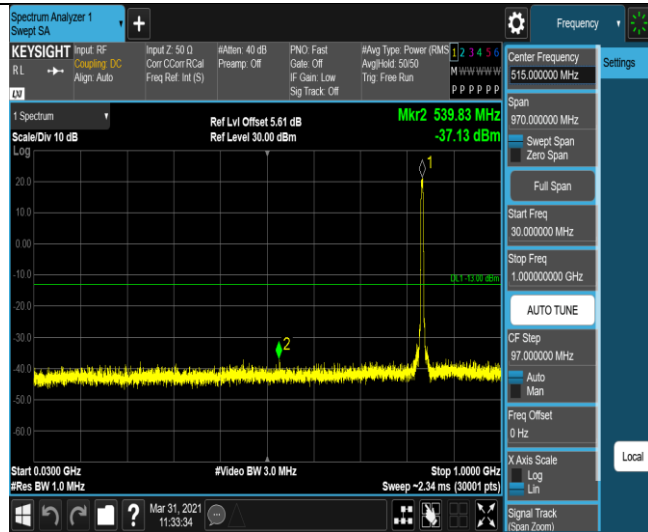 Spectrum Analyzer 1
Swept SA
Frequency
KEYSIGHT
Input: RF
Coupling: DC
Align: Auto
RL
LXI
Input Z: 50 Ω
Corr CCorr RCal
Freq Ref: Int (S)
#Atten: 40 dB
Preamp: Off
PNO: Fast
Gate: Off
IF Gain: Low
Sig Track: Off
#Avg Type: Power (RMS
Avg|Hold: 50/50
Trig: Free Run
1 2 3 4 5 6
M W W W W W
P P P P P P
1 Spectrum
Scale/Div 10 dB
Ref Lvl Offset 5.61 dB
Ref Level 30.00 dBm
Mkr2 539.83 MHz
-37.13 dBm
Log
1
20.0
10.0
0.00
-10.0
DL1 -13.00 dBm
-20.0
-30.0
2
-40.0
-50.0
-60.0
Start 0.0300 GHz
#Res BW 1.0 MHz
#Video BW 3.0 MHz
Stop 1.0000 GHz
Sweep ~2.34 ms (30001 pts)
Mar 31, 2021
11:33:34
?
Center Frequency
515.000000 MHz
Settings
Span
970.000000 MHz
Swept Span
Zero Span
Full Span
Start Freq
30.000000 MHz
Stop Freq
1.000000000 GHz
AUTO TUNE
CF Step
97.000000 MHz
Auto
Man
Freq Offset
0 Hz
X Axis Scale
Log
Lin
Local
Signal Track
(Span Zoom)